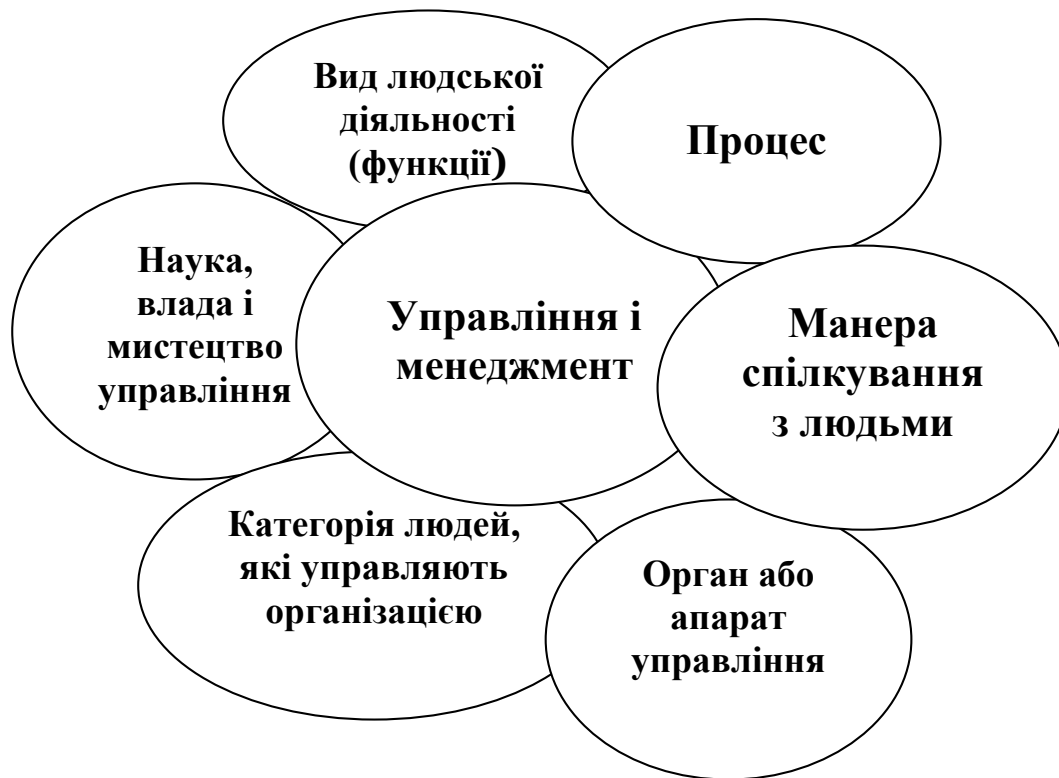 Вид людської
діяльності
(функції)
Процес
Наука,
влада і
мистецтво
управління
Управління і
менеджмент
Манера
спілкування
з людьми
Категорія людей,
які управляють
організацією
Орган або
апарат
управління